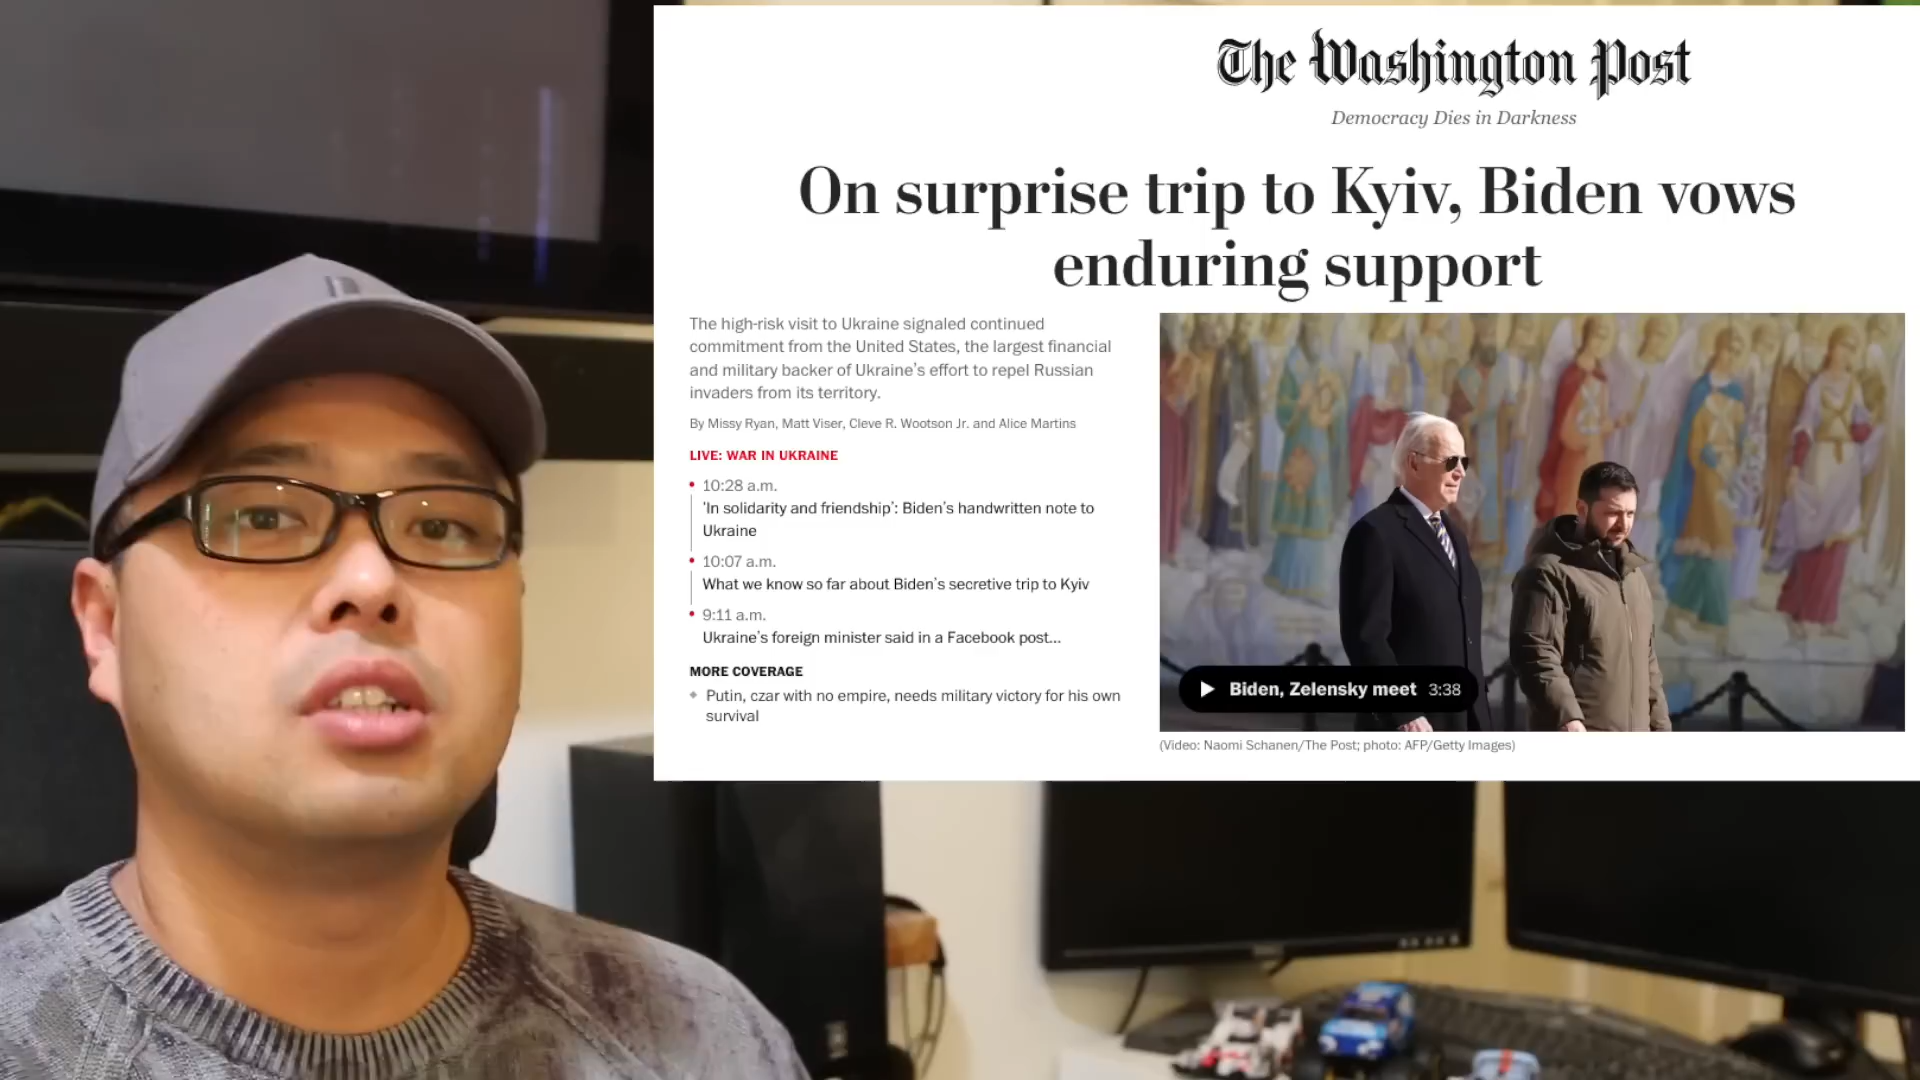 The Washington Post
Democracy Dies in Darkness
On surprise trip to Kyiv, Biden vows
enduring support
The high-risk visit to Ukraine signaled continued
commitment from the United States, the largest financial
and military backer of Ukraine's effort to repel Russian
invaders from its territory.
By Missy Ryan, Matt Viser, Cleve R. Wootson Jr. and Alice Martins
LIVE: WAR IN UKRAINE
10:28 a.m.
'In solidarity and friendship': Biden's handwritten note to
Ukraine
10:07 a.m.
What we know so far about Biden's secretive trip to Kyiv
9:11 a.m.
Ukraine's foreign minister said in a Facebook post...
MORE COVERAGE
Putin, czar with no empire, needs military victory for his own
survival
Biden, Zelensky meet 3:38
(Video: Naomi Schanen/The Post; photo: AFP/Getty Images)